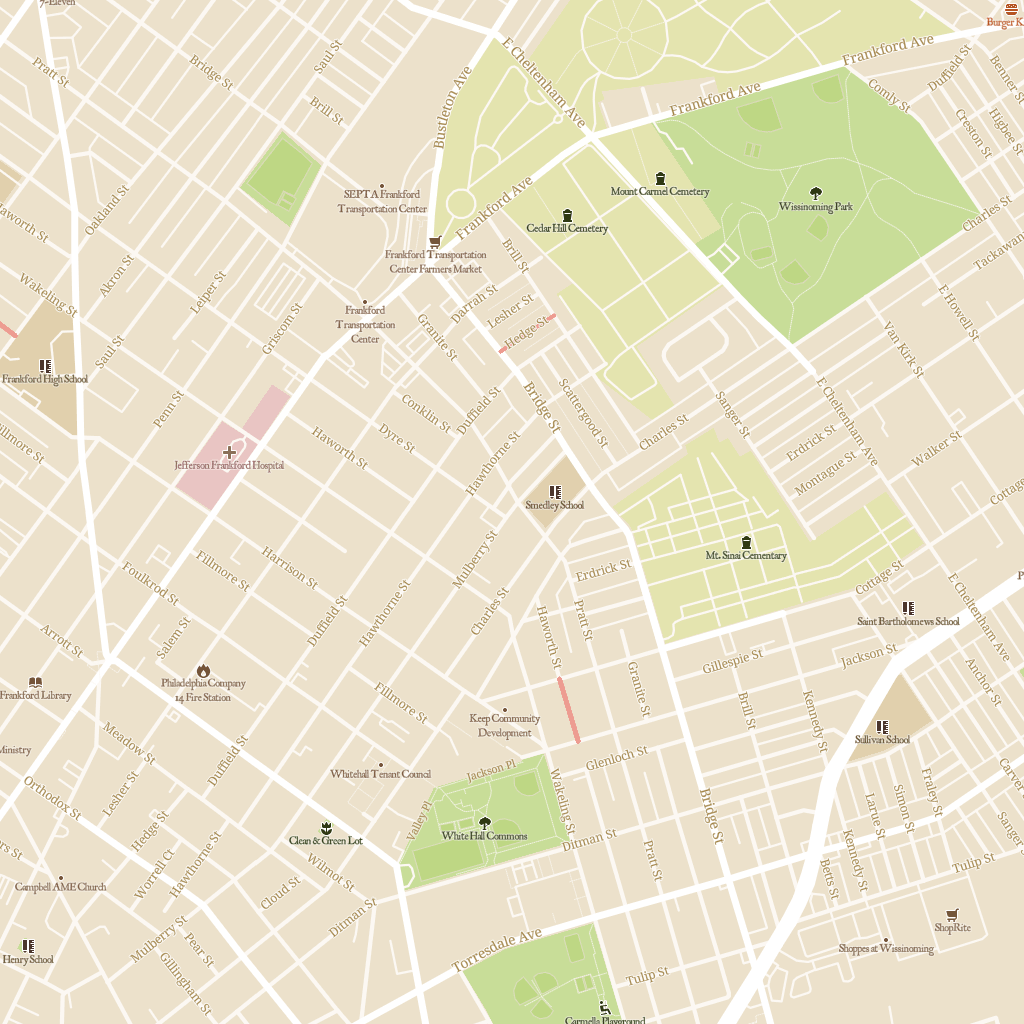 7-Eleven
Burger K
Pratt St
Bridge St
Saul St
Brill St
Bustleton Ave
E Cheltenham Ave
Frankford Ave
Frankford Ave
Duffield St
Benner St
Comly St
Creston St
Higbee St
Oakland St
SEPTA Frankford
Transportation Center
Mount Carmel Cemetery
Wissinoming Park
Cedar Hill Cemetery
Charles St
Haworth St
Frankford Ave
Frankford Transportation
Center Farmers Market
Brill St
Tackawan
Akron St
Wakeling St
Leiper St
Darrah St
Lesher St
E Howell St
Frankford
Transportation
Center
Griscom St
Granite St
Hedge St
Van Kirk St
Saul St
Frankford High School
Penn St
Conklin St
Duffield St
Bridge St
Scattergood St
Sanger St
E Cheltenham Ave
Fillmore St
Haworth St
Dyre St
Charles St
Erdrick St
Walker St
Jefferson Frankford Hospital
Hawthorne St
Montague St
Smedley School
Cottage
Mt. Sinai Cementary
Mulberry St
Foulkrod St
Fillmore St
Harrison St
Erdrick St
Cottage St
E Cheltenham Ave
Hawthorne St
Charles St
Duffield St
Pratt St
Haworth St
Saint Bartholomews School
Arrott St
Salem St
Gillespie St
Jackson St
Philadelphia Company
14 Fire Station
Frankford Library
Granite St
Anchor St
Fillmore St
Brill St
Kennedy St
Keep Community
Development
Sullivan School
Ministry
Meadow St
Duffield St
Glenloch St
Whitehall Tenant Council
Jackson Pl
Lesher St
Orthodox St
Hedge St
Valley Pl
Wakeling St
Bridge St
Larue St
Simon St
Fraley St
Carver
Sanger
Clean & Green Lot
White Hall Commons
Ditman St
Pratt St
Kennedy St
Betts St
Tulip St
Worrell Ct
Hawthorne St
Wilmot St
Cloud St
Campbell AME Church
Ditman St
Mulberry St
Pear St
Gillingham St
Torresdale Ave
ShopRite
Shoppes at Wissinoming
Henry School
Tulip St
Carmella Playground